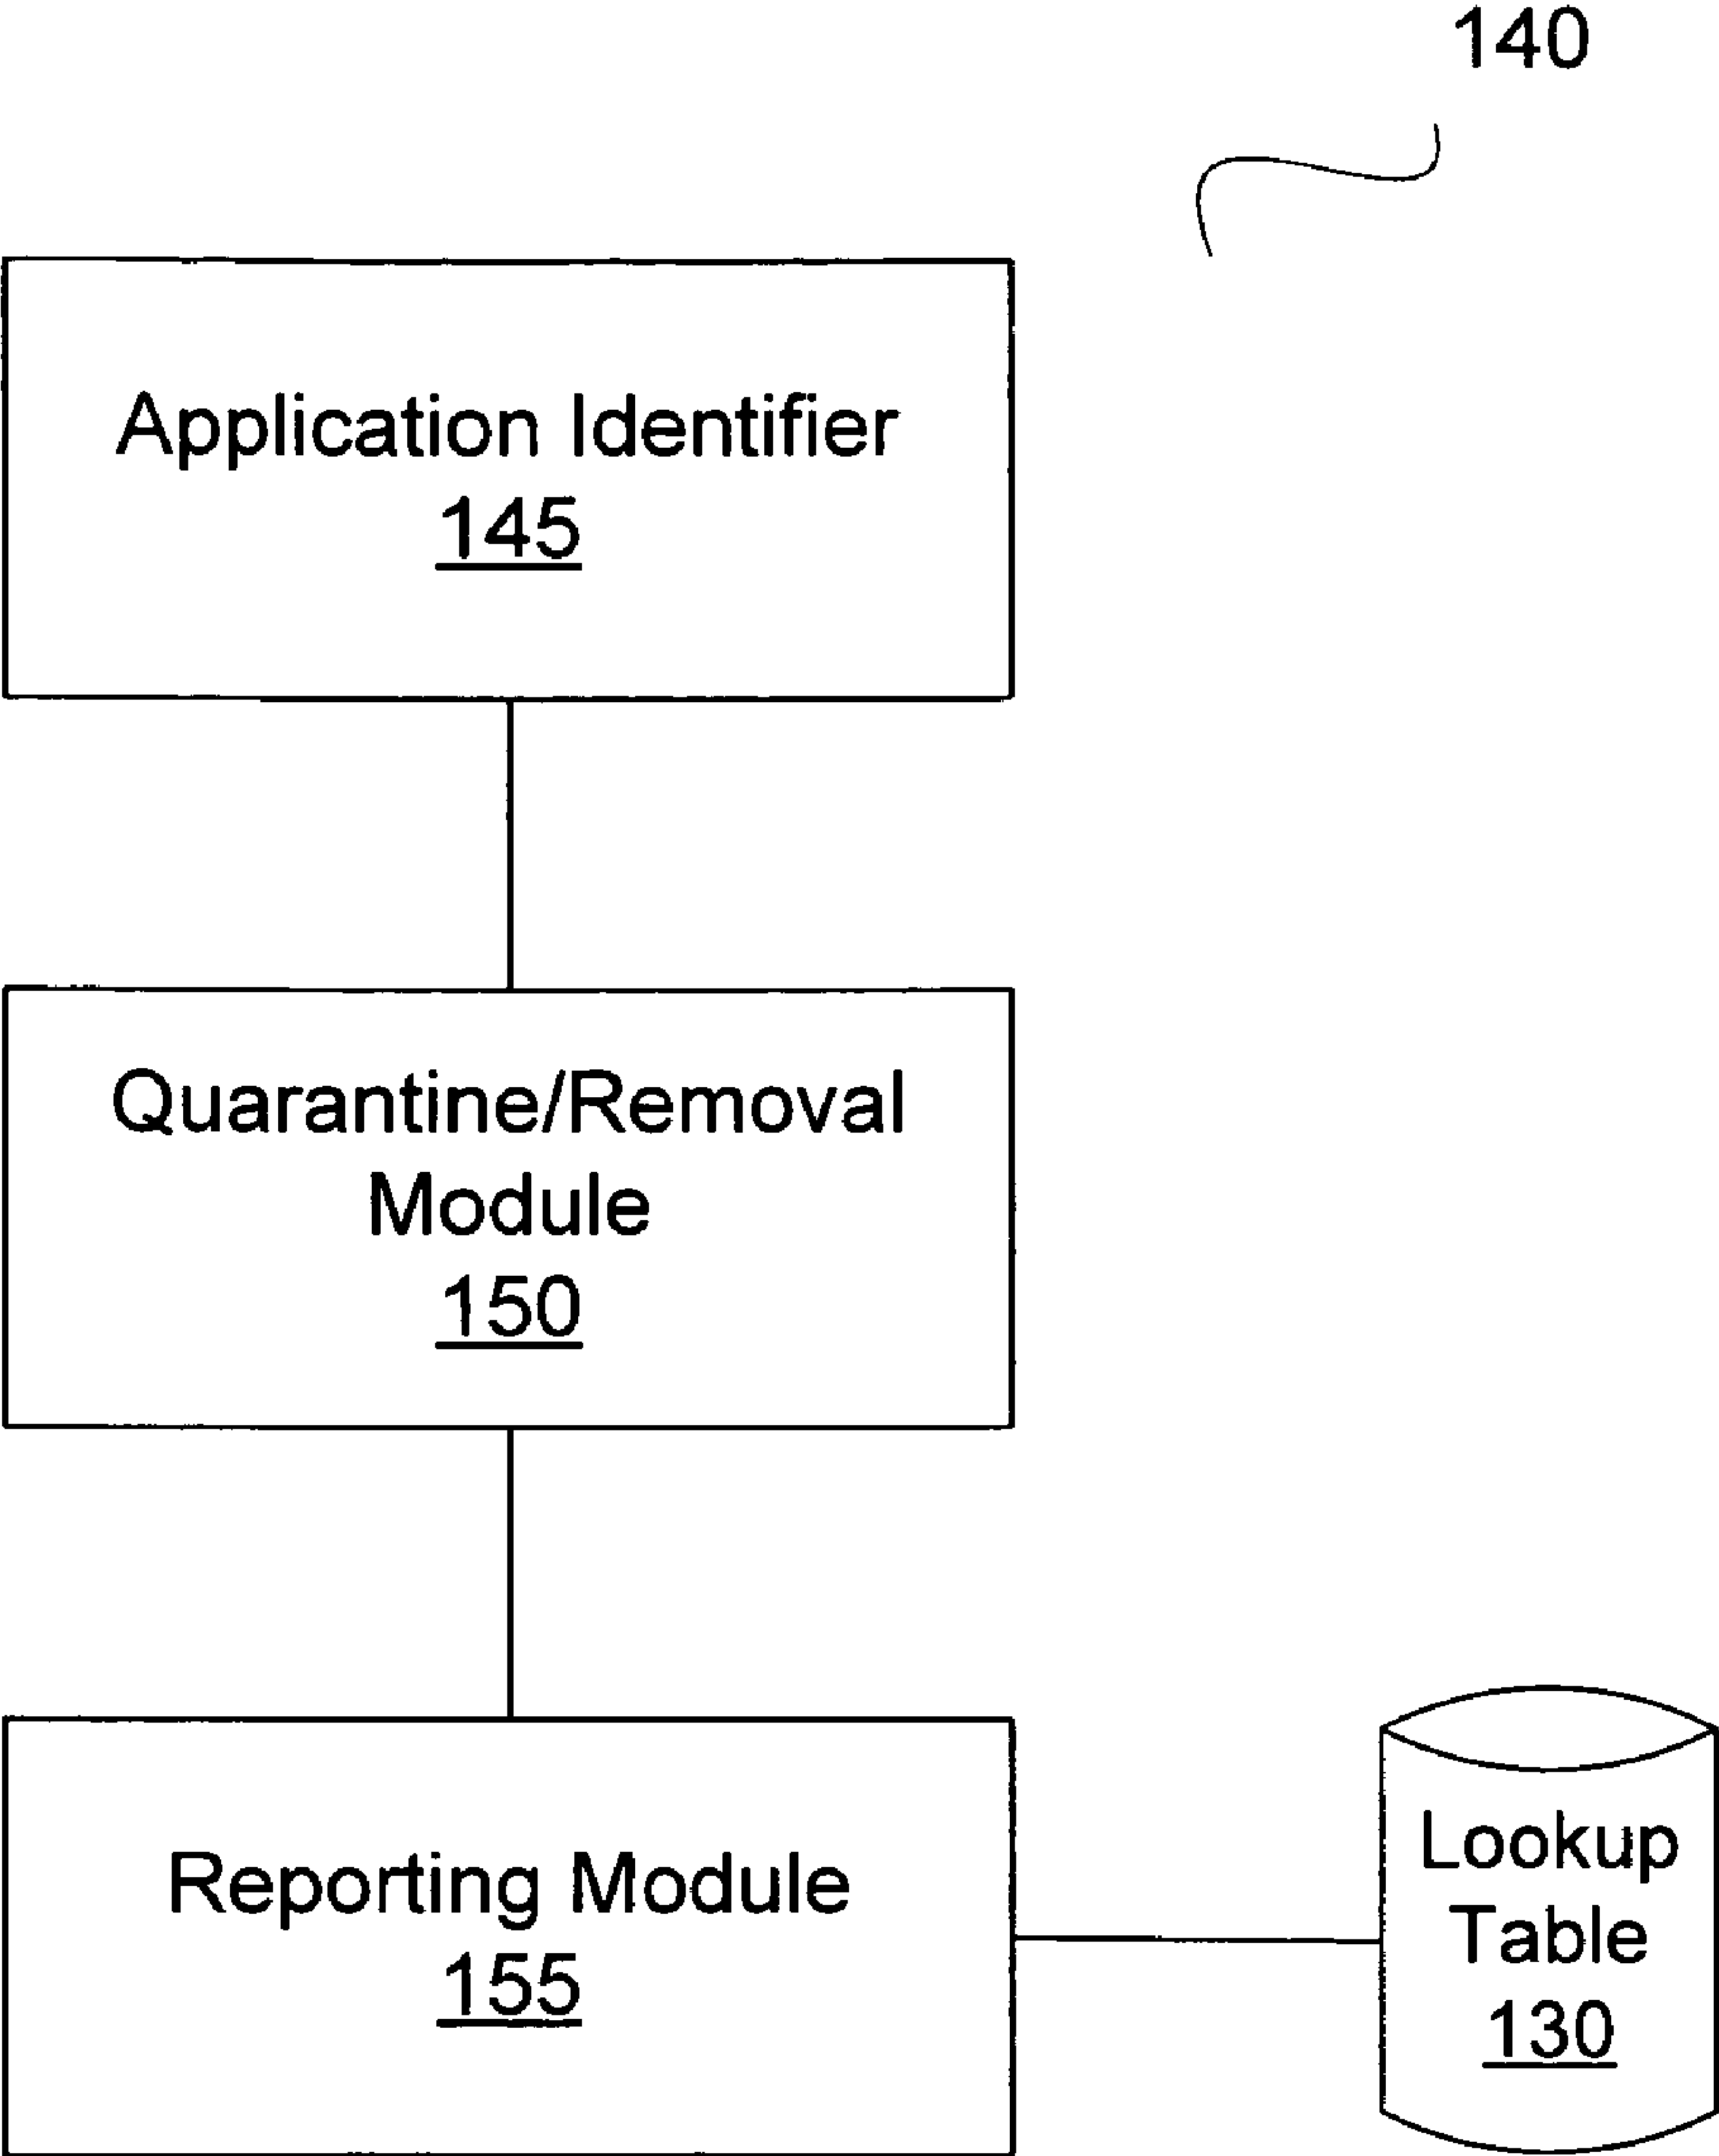 140
Application Identifier
145
Quarantine/Removal
Module
150
Reporting Module
155
Lookup
Table
130